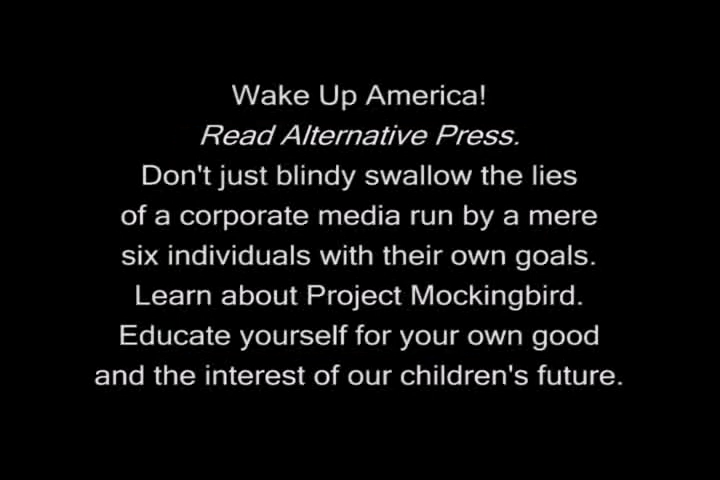 Wake Up America!
Read Alternative Press.
Don't just blindy swallow the lies
of a corporate media run by a mere
six individuals with their own goals.
Learn about Project Mockingbird.
Educate yourself for your own good
and the interest of our children's future.